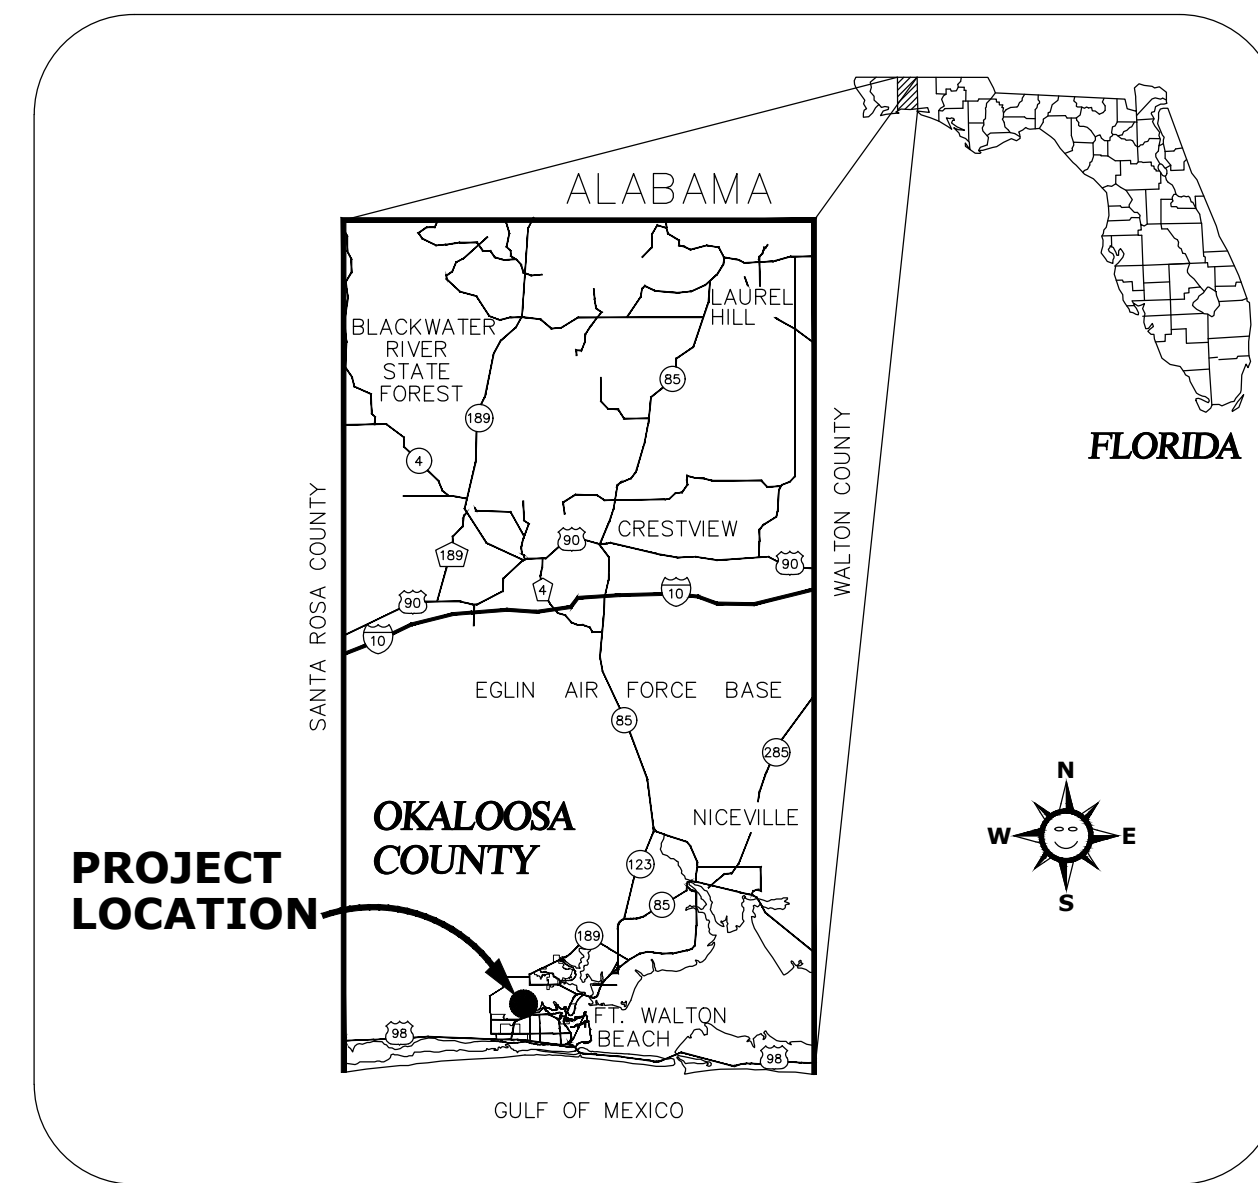 ALABAMA
LAUREL
HILL
BLACKWATER
RIVER
STATE
FOREST
85
189
4
FLORIDA
SANTA ROSA COUNTY
WALTON COUNTY
CRESTVIEW
90
189
90
4
10
90
10
EGLIN AIR FORCE BASE
85
285
N
W
E
S
OKALOOSA
COUNTY
NICEVILLE
PROJECT
LOCATION
123
85
189
FT. WALTON
BEACH
98
98
GULF OF MEXICO